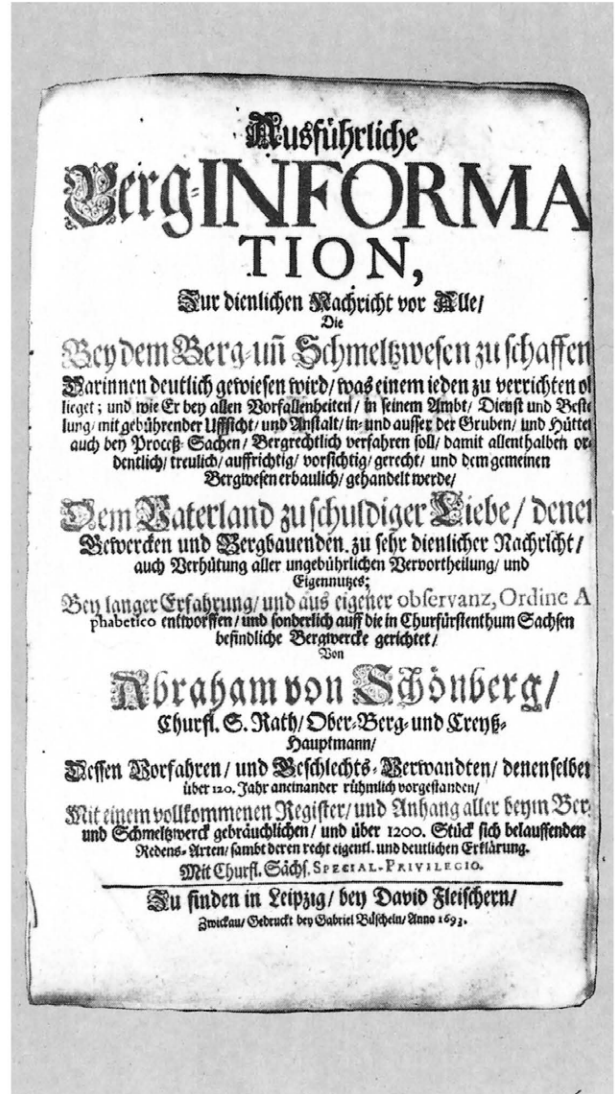 Ausführliche
Berg-INFORMA
TION,
Zur dienlichen Nachricht vor Alle/
Die
Bey dem Berg-uñ Schmeltzwesen zu schaffen
Darinnen deutlich gewiesen wird/ was einem ieden zu verrichten ob
lieget; und wie Er bey allen Vorfallenheiten/ in seinem Ambt/ Dienst und Beste
lung/ mit gebührender Uffsicht/ und Anstalt/ in- und ausser der Gruben/ und Hütte
auch bey Proceß-Sachen/ Bergrechtlich verfahren soll/ damit allenthalben or-
dentlich/ treulich/ auffrichtig/ vorsichtig/ gerecht/ und dem gemeinen
Bergwesen erbaulich/ gehandelt werde/
Dem Vaterland zu schuldiger Liebe/ denen
Gewercken und Bergbauenden. zu sehr dienlicher Nachricht/
auch Verhütung aller ungebührlichen Vervortheilung/ und
Eigennutzes;
Bey langer Erfahrung/ und aus eigener observanz, Ordine A
phabetico entworffen/ und sonderlich auff die in Churfürstenthum Sachsen
befindliche Bergwercke gerichtet/
Von
Abraham von Schönberg/
Churfl. S. Rath/ Ober-Berg- und Creyß-
Hauptmann/
Dessen Vorfahren/ und Geschlechts-Verwandten/ denenselben
über 120. Jahr aneinander rühmlich vorgestanden/
Mit einem vollkommenen Register/ und Anhang aller beym Ber
und Schmeltzwerck gebräuchlichen/ und über 1200. Stück sich belauffenden
Redens-Arten/ sambt deren recht eigentl. und deutlichen Erklärung.
Mit Churfl. Sächs. SPECIAL-PRIVILEGIO.
Zu finden in Leipzig/ bey David Fleischern/
Zwickau/ Gedruckt bey Gabriel Büscheln/ Anno 1693.